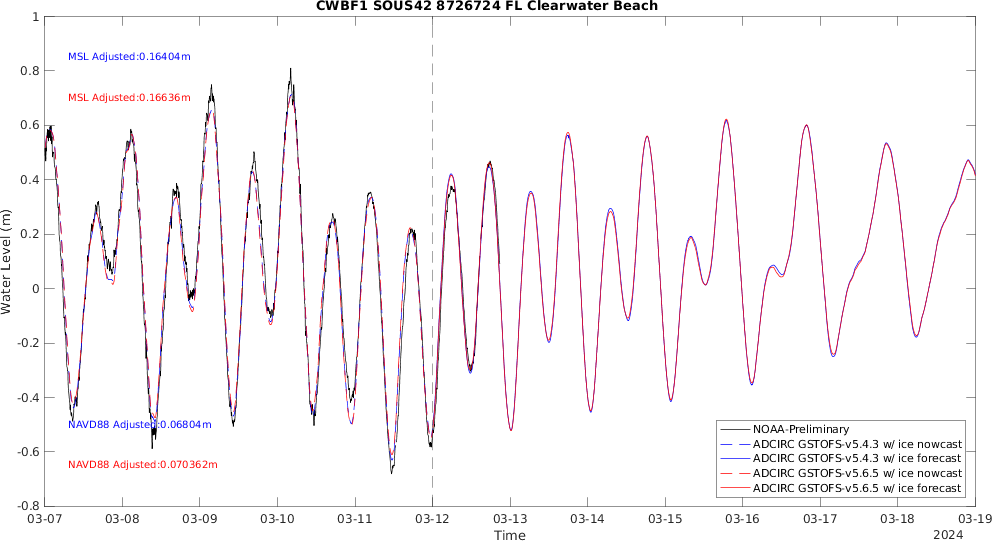 CWBF1 SOUS42 8726724 FL Clearwater Beach
1
0.8
0.6
0.4
0.2
0
-0.2
-0.4
-0.6
-0.8
Water Level (m)
MSL Adjusted:0.16404m
MSL Adjusted:0.16636m
NAVD88 Adjusted:0.06804m
NAVD88 Adjusted:0.070362m
NOAA-Preliminary
ADCIRC GSTOFS-v5.4.3 w/ ice nowcast
ADCIRC GSTOFS-v5.4.3 w/ ice forecast
ADCIRC GSTOFS-v5.6.5 w/ ice nowcast
ADCIRC GSTOFS-v5.6.5 w/ ice forecast
03-07 03-08 03-09 03-10 03-11 03-12 03-13 03-14 03-15 03-16 03-17 03-18 03-19
Time
2024